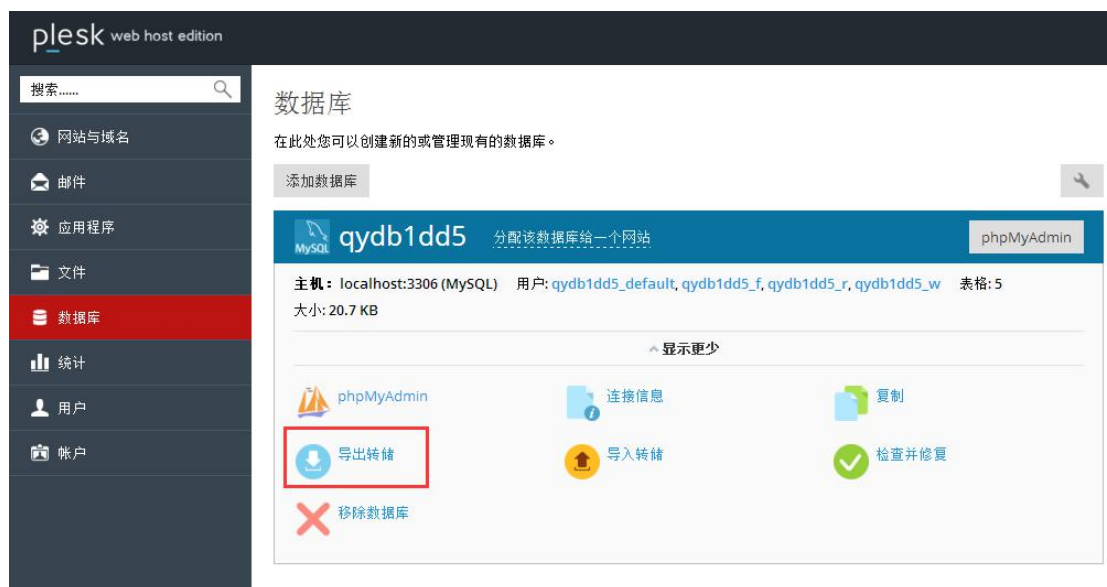 plesk web host edition
搜索......
网站与域名
邮件
应用程序
文件
数据库
统计
用户
帐户
数据库
在此处您可以创建新的或管理现有的数据库。
添加数据库
MySQL qydb1dd5 分配该数据库给一个网站 phpMyAdmin
主机: localhost:3306 (MySQL) 用户: qydb1dd5_default, qydb1dd5_f, qydb1dd5_r, qydb1dd5_w 表格: 5
大小: 20.7 KB
显示更少
phpMyAdmin 连接信息 复制
导出转储 导入转储 检查并修复
移除数据库